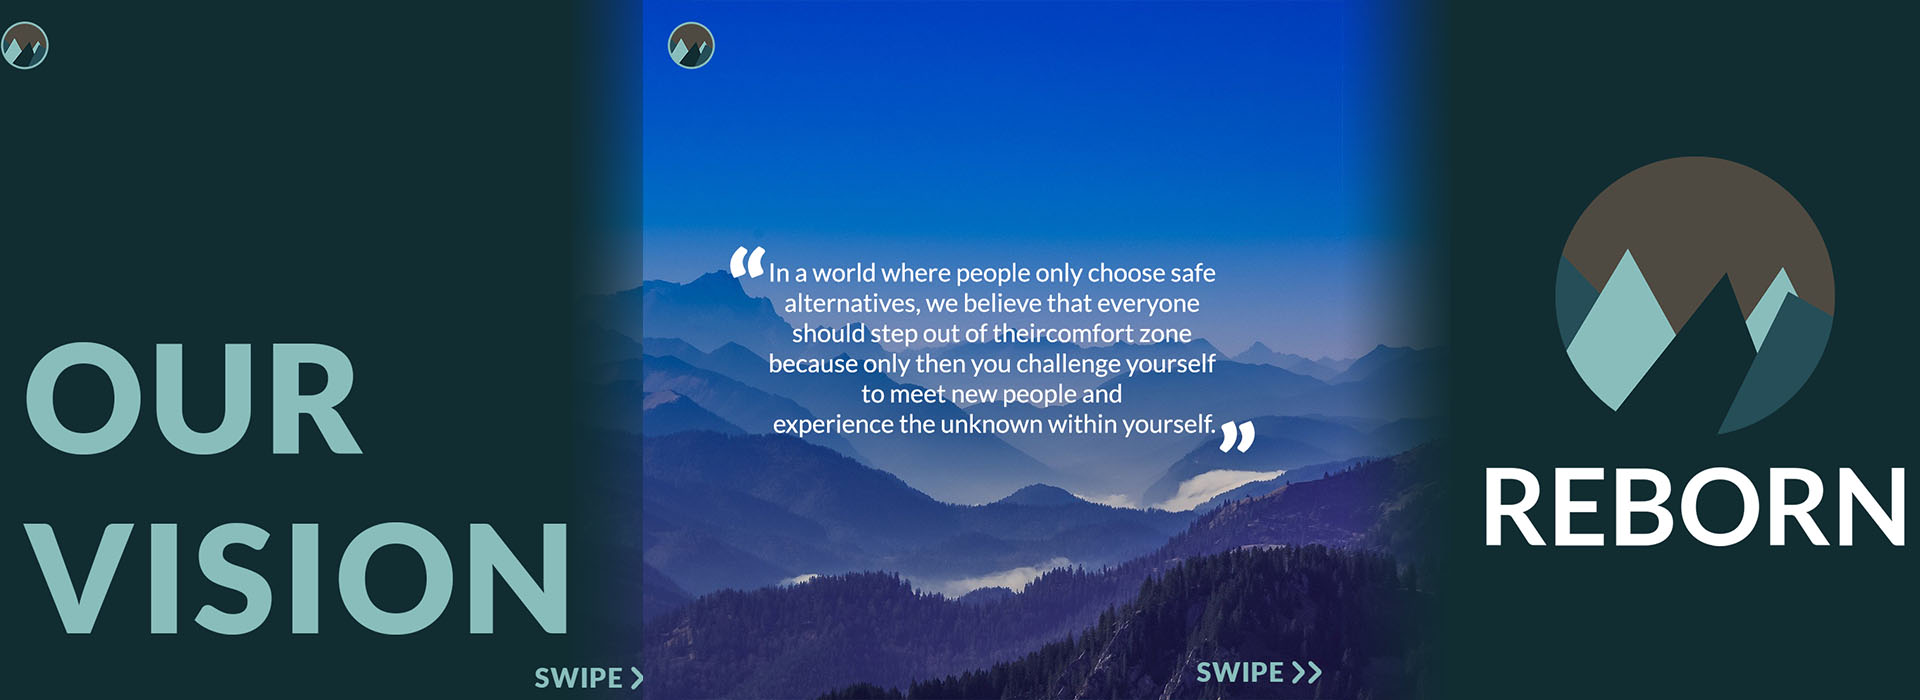 OUR
VISION
SWIPE
“In a world where people only choose safe
alternatives, we believe that everyone
should step out of theircomfort zone
because only then you challenge yourself
to meet new people and
experience the unknown within yourself.”
SWIPE >>
REBORN